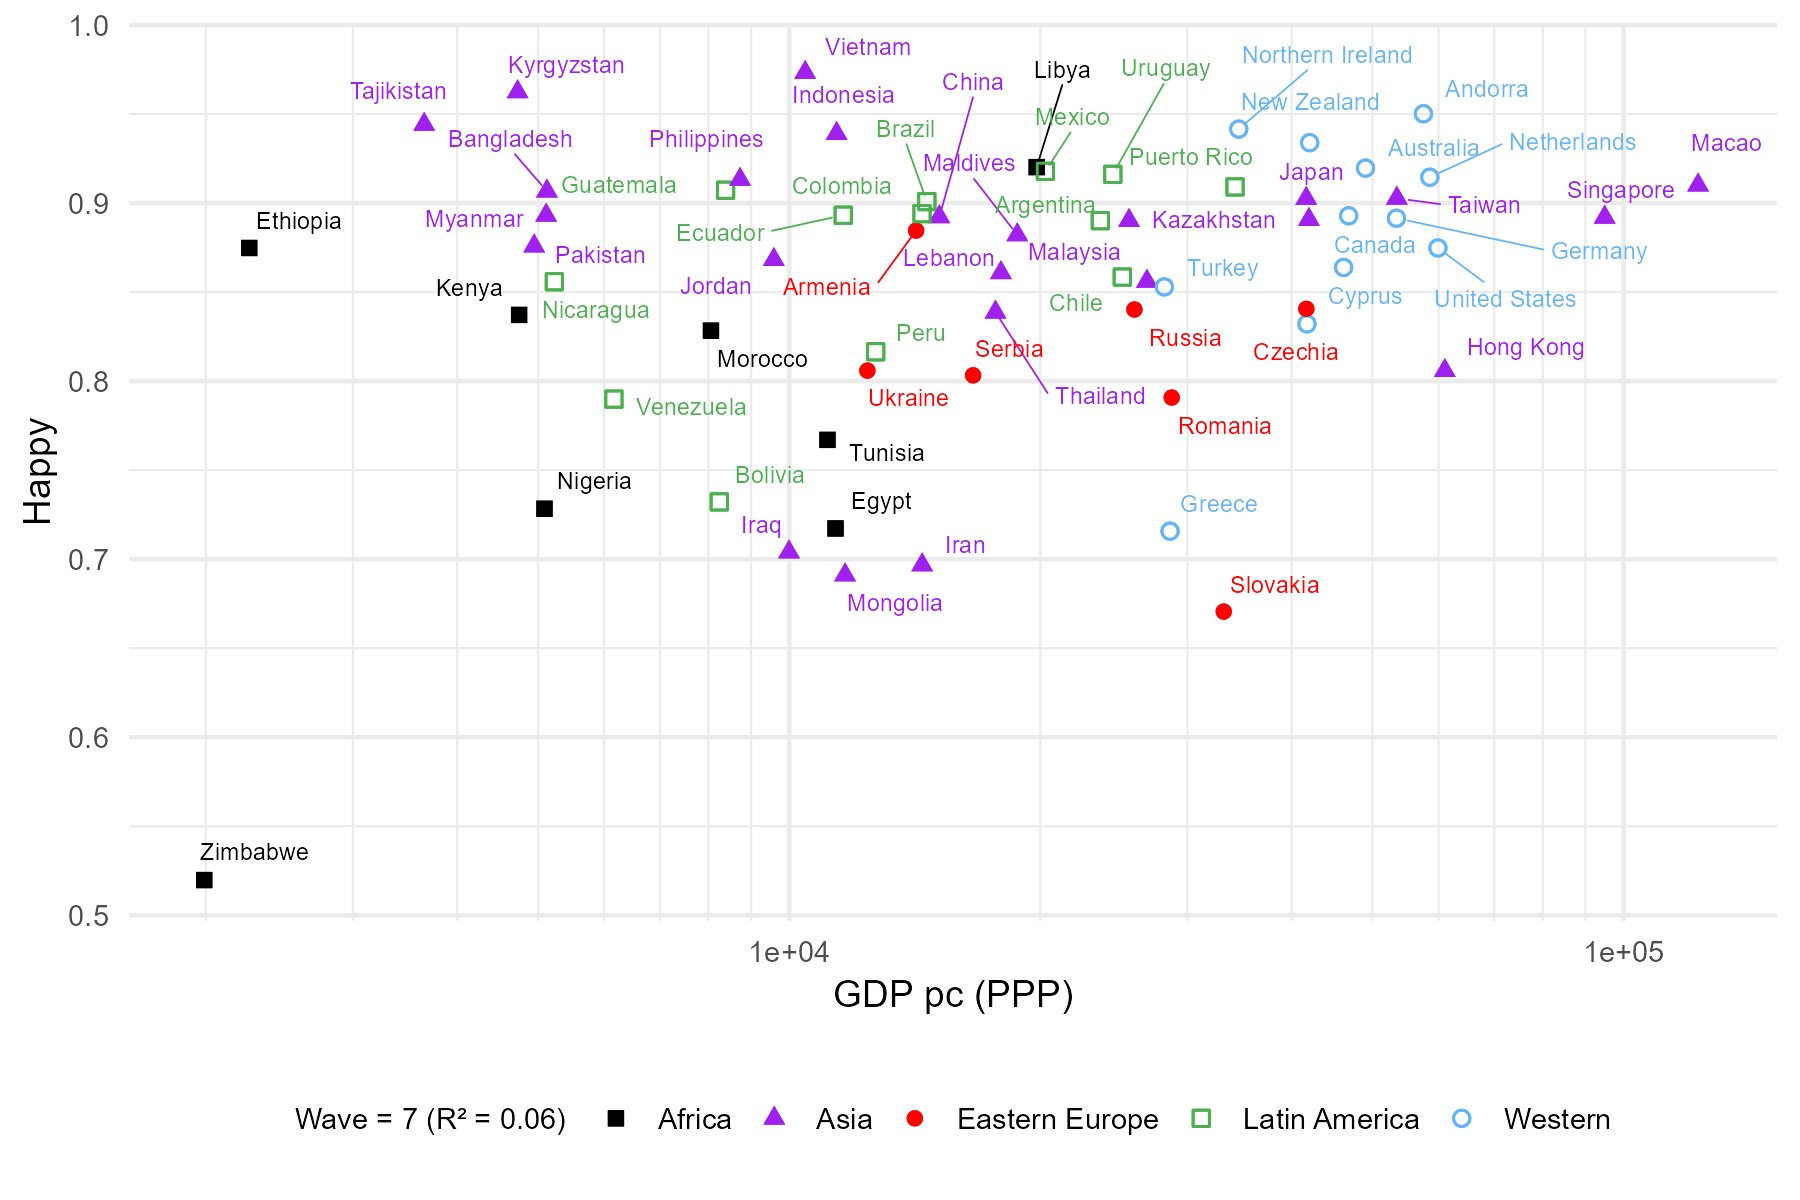 1.0
0.9
0.8
0.7
0.6
0.5
Happy
Vietnam
Northern Ireland
Kyrgyzstan
Libya
Uruguay
China
Tajikistan
Indonesia
Andorra
New Zealand
Mexico
Brazil
Bangladesh
Philippines
Netherlands
Macao
Australia
Puerto Rico
Maldives
Japan
Guatemala
Colombia
Singapore
Argentina
Taiwan
Ethiopia
Myanmar
Kazakhstan
Ecuador
Canada
Germany
Pakistan
Malaysia
Lebanon
Turkey
Kenya
Jordan
Armenia
Cyprus
United States
Chile
Nicaragua
Peru
Russia
Hong Kong
Serbia
Czechia
Morocco
Thailand
Ukraine
Venezuela
Romania
Tunisia
Bolivia
Nigeria
Egypt
Greece
Iraq
Iran
Slovakia
Mongolia
Zimbabwe
1e+04
1e+05
GDP pc (PPP)
Wave = 7 (R² = 0.06) Africa Asia Eastern Europe Latin America Western